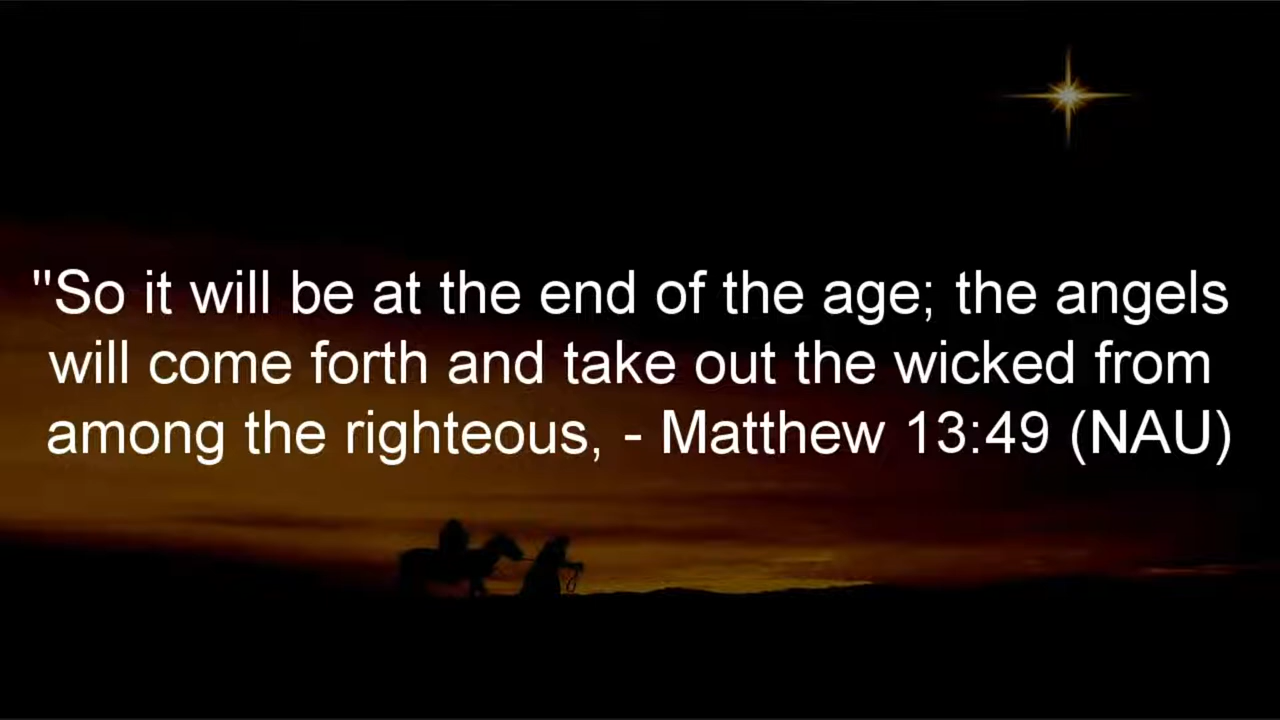 "So it will be at the end of the age; the angels
will come forth and take out the wicked from
among the righteous, - Matthew 13:49 (NAU)